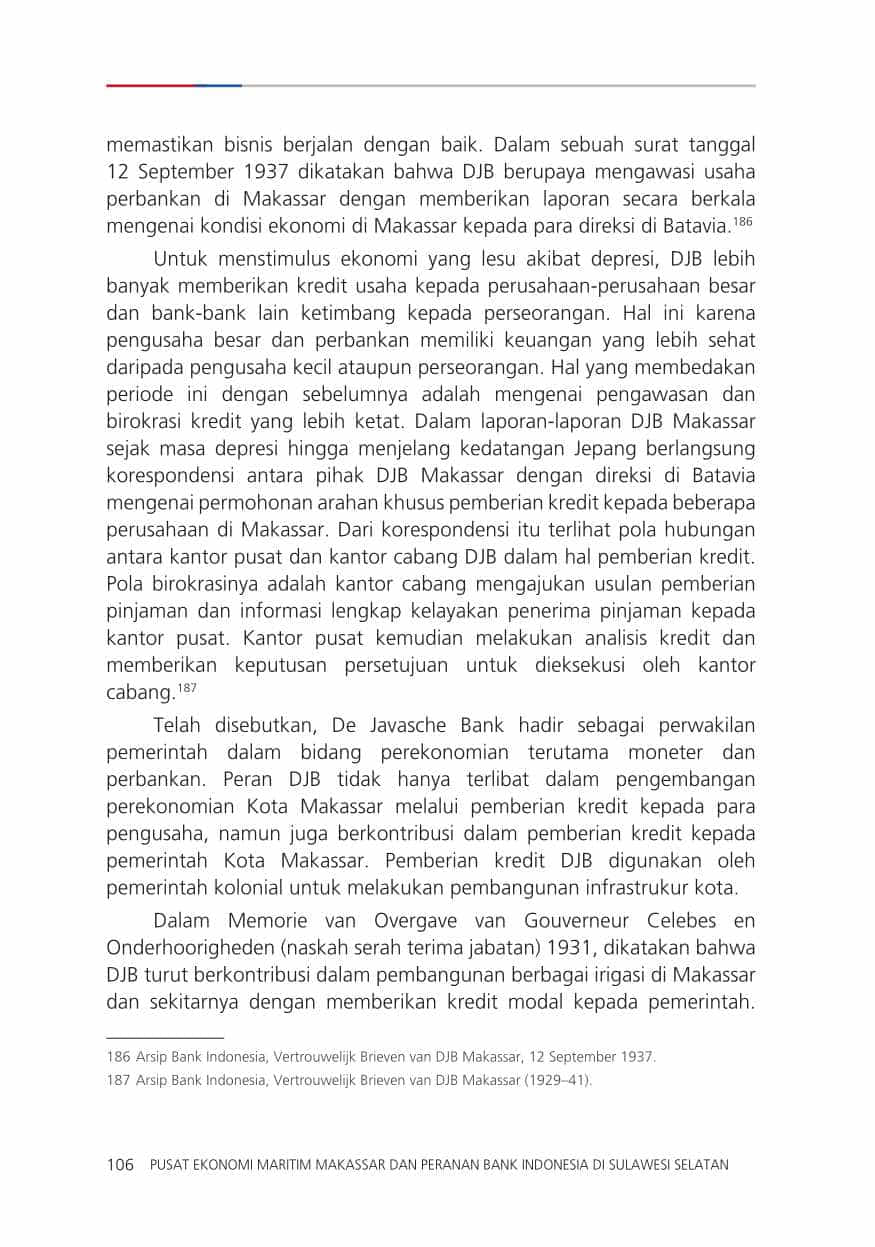 memastikan bisnis berjalan dengan baik. Dalam sebuah surat tanggal
12 September 1937 dikatakan bahwa DJB berupaya mengawasi usaha
perbankan di Makassar dengan memberikan laporan secara berkala
mengenai kondisi ekonomi di Makassar kepada para direksi di Batavia.186
Untuk menstimulus ekonomi yang lesu akibat depresi, DJB lebih
banyak memberikan kredit usaha kepada perusahaan-perusahaan besar
dan bank-bank lain ketimbang kepada perseorangan. Hal ini karena
pengusaha besar dan perbankan memiliki keuangan yang lebih sehat
daripada pengusaha kecil ataupun perseorangan. Hal yang membedakan
periode ini dengan sebelumnya adalah mengenai pengawasan dan
birokrasi kredit yang lebih ketat. Dalam laporan-laporan DJB Makassar
sejak masa depresi hingga menjelang kedatangan Jepang berlangsung
korespondensi antara pihak DJB Makassar dengan direksi di Batavia
mengenai permohonan arahan khusus pemberian kredit kepada beberapa
perusahaan di Makassar. Dari korespondensi itu terlihat pola hubungan
antara kantor pusat dan kantor cabang DJB dalam hal pemberian kredit.
Pola birokrasinya adalah kantor cabang mengajukan usulan pemberian
pinjaman dan informasi lengkap kelayakan penerima pinjaman kepada
kantor pusat. Kantor pusat kemudian melakukan analisis kredit dan
memberikan keputusan persetujuan untuk dieksekusi oleh kantor
cabang.187
Telah disebutkan, De Javasche Bank hadir sebagai perwakilan
pemerintah dalam bidang perekonomian terutama moneter dan
perbankan. Peran DJB tidak hanya terlibat dalam pengembangan
perekonomian Kota Makassar melalui pemberian kredit kepada para
pengusaha, namun juga berkontribusi dalam pemberian kredit kepada
pemerintah Kota Makassar. Pemberian kredit DJB digunakan oleh
pemerintah kolonial untuk melakukan pembangunan infrastrukur kota.
Dalam Memorie van Overgave van Gouverneur Celebes en
Onderhoorigheden (naskah serah terima jabatan) 1931, dikatakan bahwa
DJB turut berkontribusi dalam pembangunan berbagai irigasi di Makassar
dan sekitarnya dengan memberikan kredit modal kepada pemerintah.
186 Arsip Bank Indonesia, Vertrouwelijk Brieven van DJB Makassar, 12 September 1937.
187 Arsip Bank Indonesia, Vertrouwelijk Brieven van DJB Makassar (1929–41).
106 PUSAT EKONOMI MARITIM MAKASSAR DAN PERANAN BANK INDONESIA DI SULAWESI SELATAN